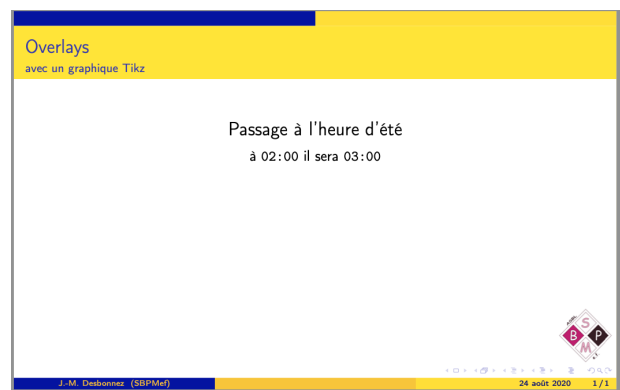 Overlays
avec un graphique Tikz
Passage à l'heure d'été
à 02:00 il sera 03:00
S
B P
M
J.-M. Desbonnez (SBPMef)
24 août 2020 1/1